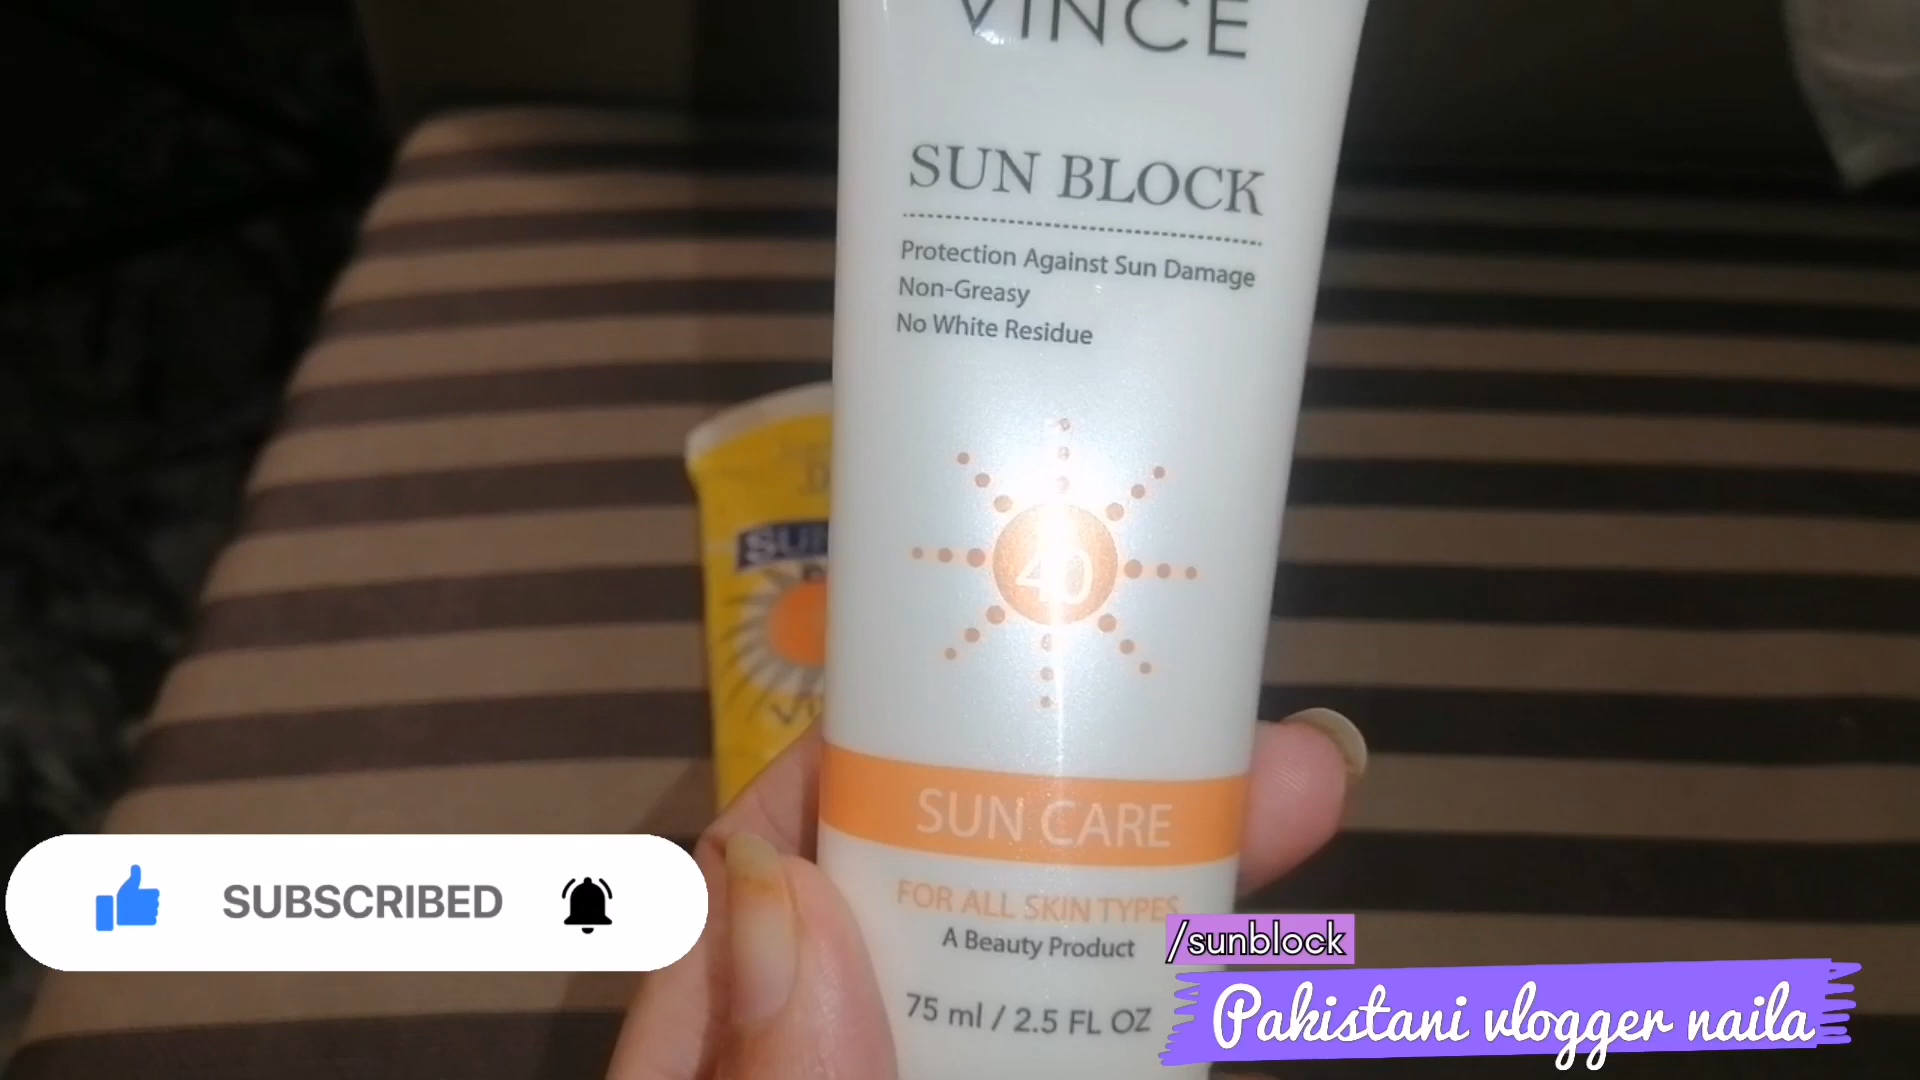 VINCE
SUN BLOCK
Protection Against Sun Damage
Non-Greasy
No White Residue
40
SUN CARE
FOR ALL SKIN TYPES
A Beauty Product
75 ml / 2.5 FL OZ
SUBSCRIBED
/sunblock
Pakistani vlogger naila